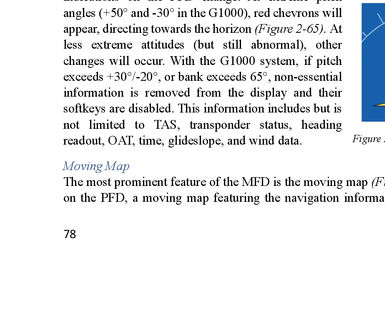 angles (+50° and -30° in the G1000), red chevrons will
appear, directing towards the horizon (Figure 2-65). At
less extreme attitudes (but still abnormal), other
changes will occur. With the G1000 system, if pitch
exceeds +30°/-20°, or bank exceeds 65°, non-essential
information is removed from the display and their
softkeys are disabled. This information includes but is
not limited to TAS, transponder status, heading
readout, OAT, time, glideslope, and wind data.
Figure
Moving Map
The most prominent feature of the MFD is the moving map
on the PFD, a moving map featuring the navigation
78